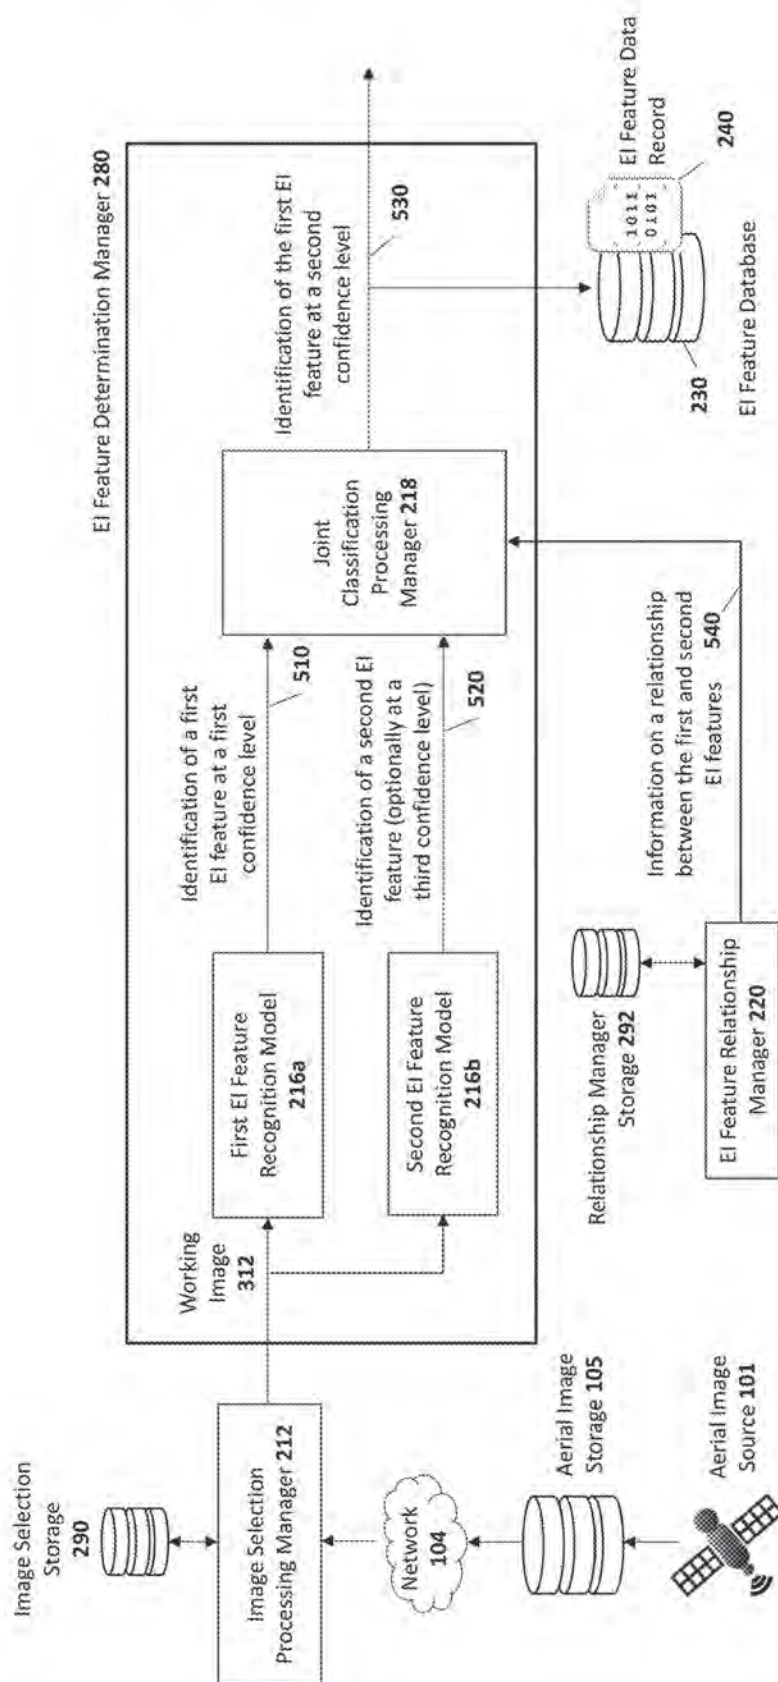 Image Selection
Storage
290
Image Selection
Processing Manager 212
Network
104
Aerial Image
Storage 105
Aerial Image
Source 101
EI Feature Determination Manager 280
Working
Image
312
First EI Feature
Recognition Model
216a
Second EI Feature
Recognition Model
216b
Identification of a first
EI feature at a first
confidence level
510
Identification of a second EI
feature (optionally at a
third confidence level)
520
Joint
Classification
Processing
Manager 218
Identification of the first EI
feature at a second
confidence level
530
Relationship Manager
Storage 292
EI Feature Relationship
Manager 220
Information on a relationship
between the first and second
EI features
540
1011
0101
EI Feature Data
Record
240
230
EI Feature Database